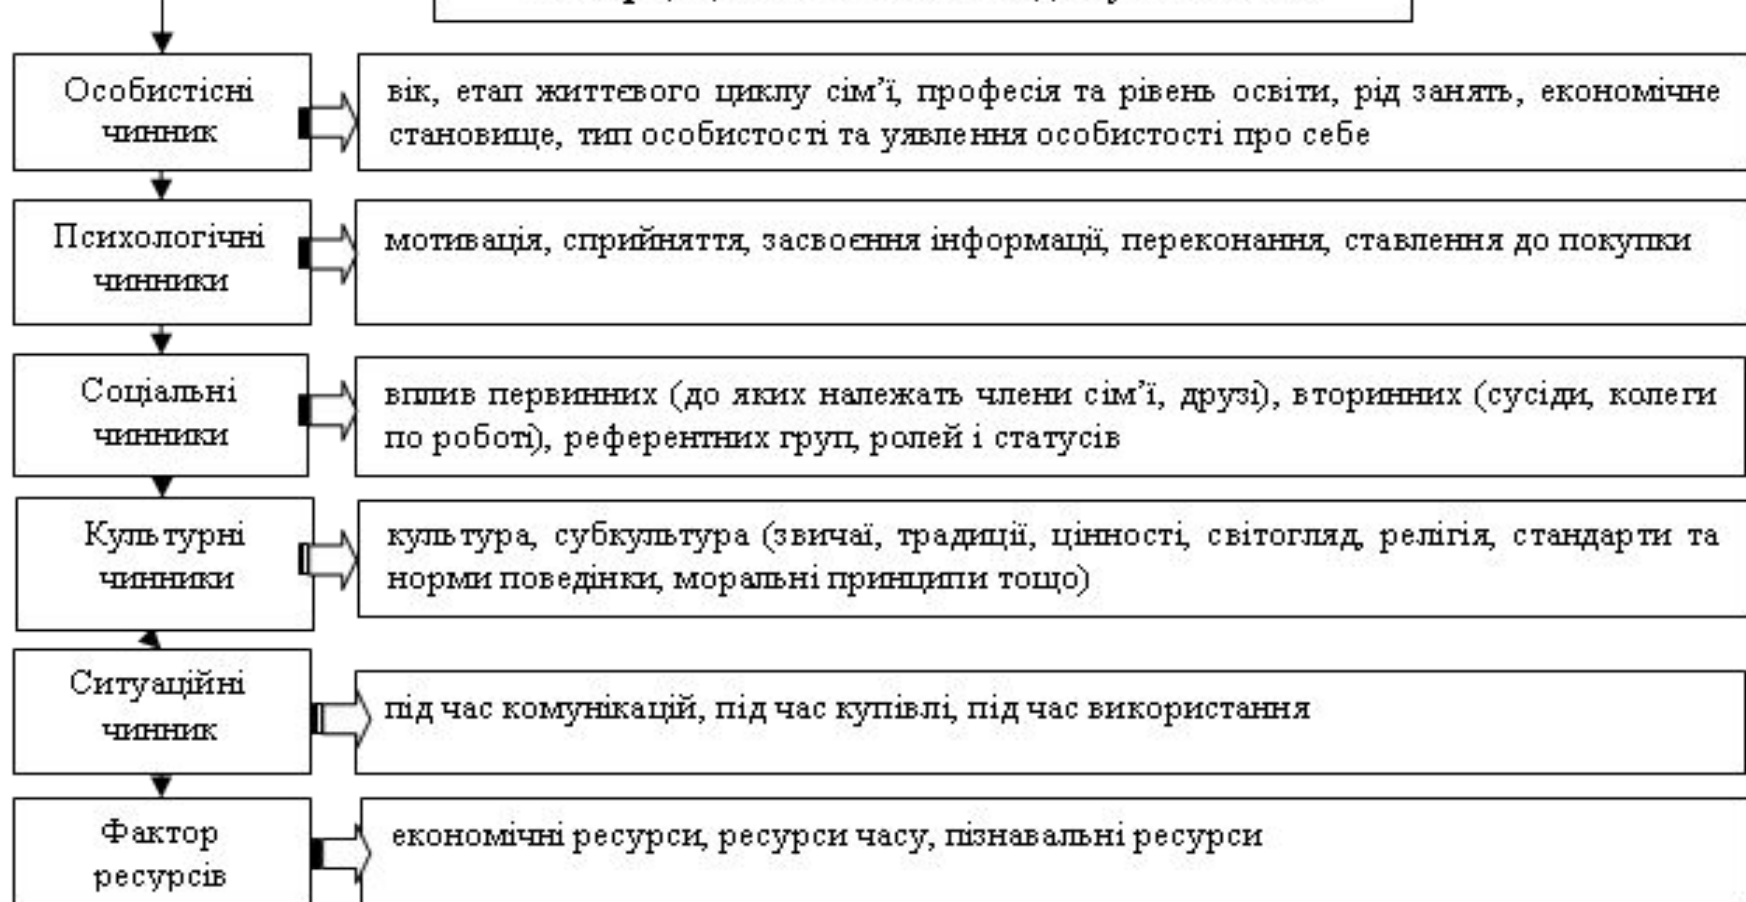 Особистісні
чинник
вік, етап життєвого циклу сім’ї, професія та рівень освіти, рід занять, економічне
становище, тип особистості та уявлення особистості про себе
Психологічні
чинники
мотивація, сприйняття, засвоєння інформації, переконання, ставлення до покупки
Соціальні
чинники
вплив первинних (до яких належать члени сім’ї, друзі), вторинних (сусіди, колеги
по роботі), референтних груп, ролей і статусів
Культурні
чинники
культура, субкультура (звичаї, традиції, цінності, світогляд, релігія, стандарти та
норми поведінки, моральні принципи тощо)
Ситуаційні
чинник
під час комунікацій, під час купівлі, під час використання
Фактор
ресурсів
економічні ресурси, ресурси часу, пізнавальні ресурси